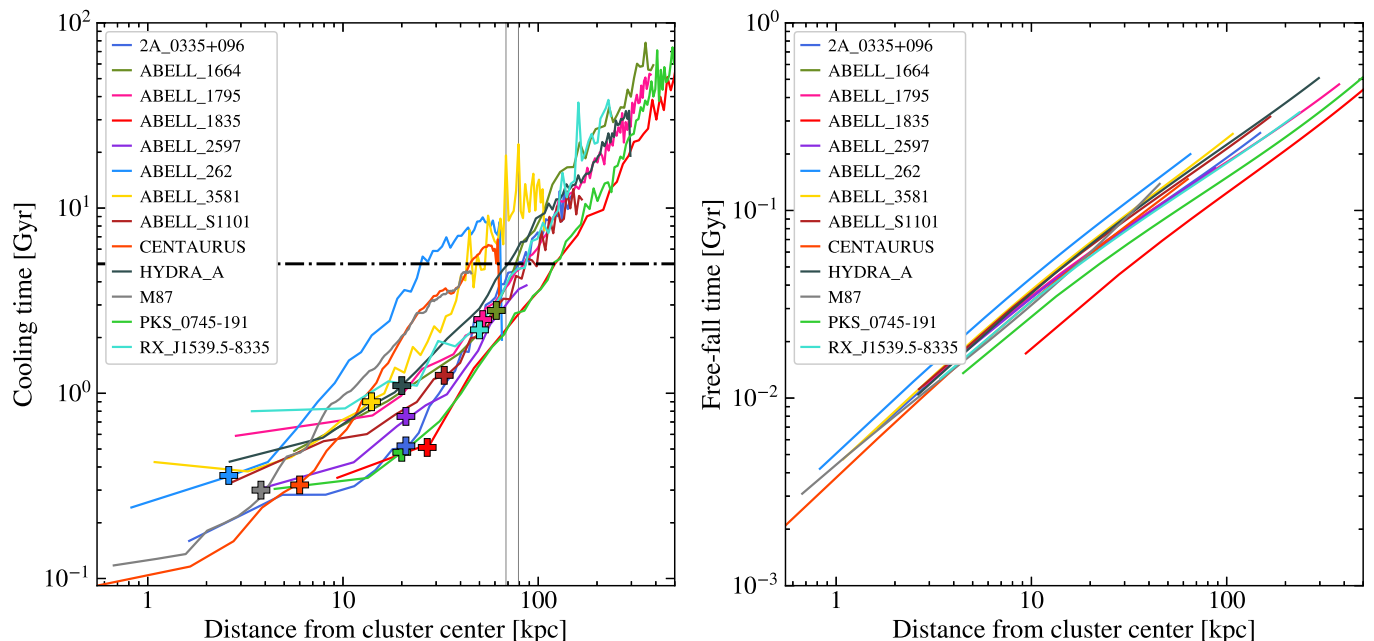 10²
10¹
10⁰
10⁻¹
Cooling time [Gyr]
2A_0335+096
ABELL_1664
ABELL_1795
ABELL_1835
ABELL_2597
ABELL_262
ABELL_3581
ABELL_S1101
CENTAURUS
HYDRA_A
M87
PKS_0745-191
RX_J1539.5-8335
1
10
100
Distance from cluster center [kpc]
10⁰
10⁻¹
10⁻²
10⁻³
Free-fall time [Gyr]
2A_0335+096
ABELL_1664
ABELL_1795
ABELL_1835
ABELL_2597
ABELL_262
ABELL_3581
ABELL_S1101
CENTAURUS
HYDRA_A
M87
PKS_0745-191
RX_J1539.5-8335
1
10
100
Distance from cluster center [kpc]